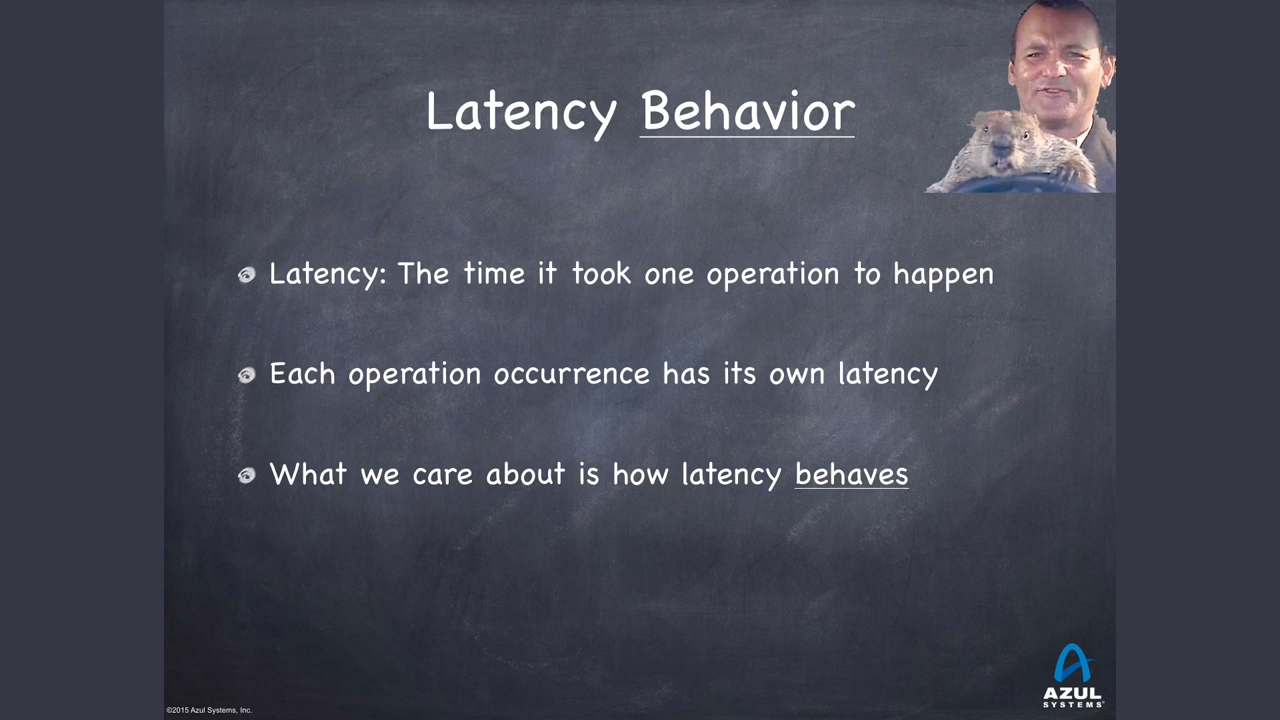 Latency Behavior
Latency: The time it took one operation to happen
Each operation occurrence has its own latency
What we care about is how latency behaves
©2015 Azul Systems, Inc.
AZUL
SYSTEMS®